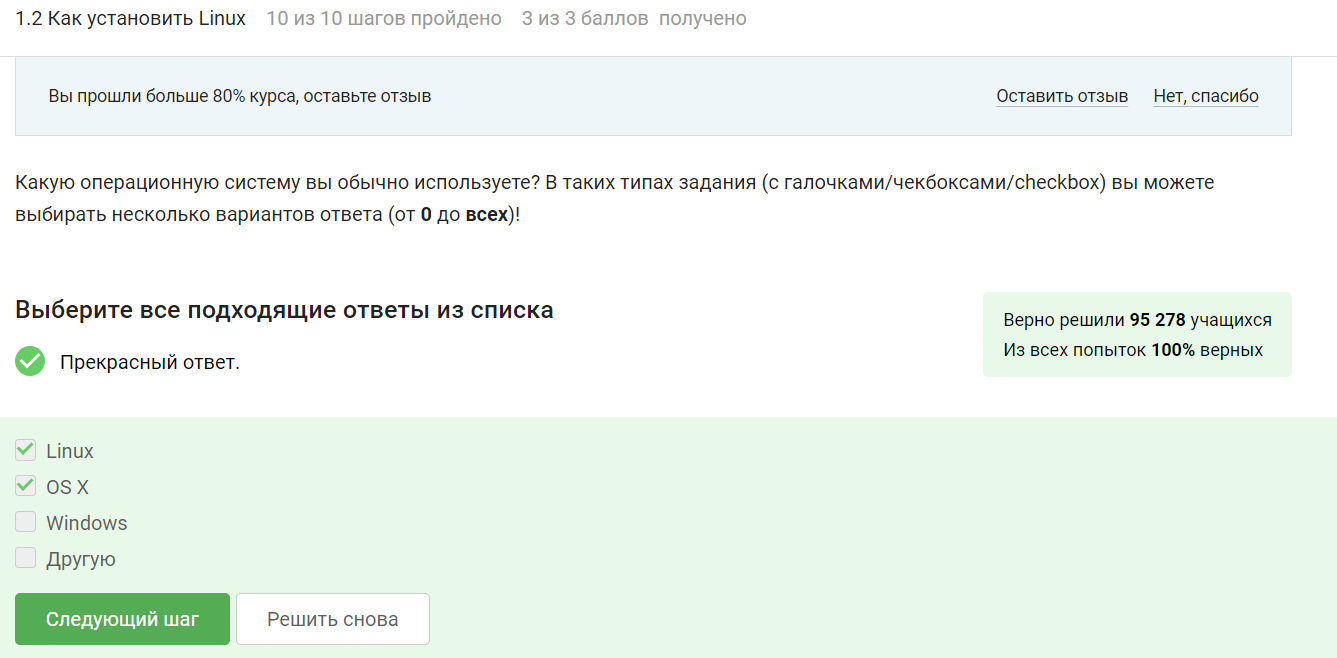 1.2 Как установить Linux 10 из 10 шагов пройдено 3 из 3 баллов получено
Вы прошли больше 80% курса, оставьте отзыв Оставить отзыв Нет, спасибо
Какую операционную систему вы обычно используете? В таких типах задания (с галочками/чекбоксами/checkbox) вы можете
выбирать несколько вариантов ответа (от 0 до всех)!
Выберите все подходящие ответы из списка
Прекрасный ответ.
Верно решили 95 278 учащихся
Из всех попыток 100% верных
Linux
OS X
Windows
Другую
Следующий шаг Решить снова